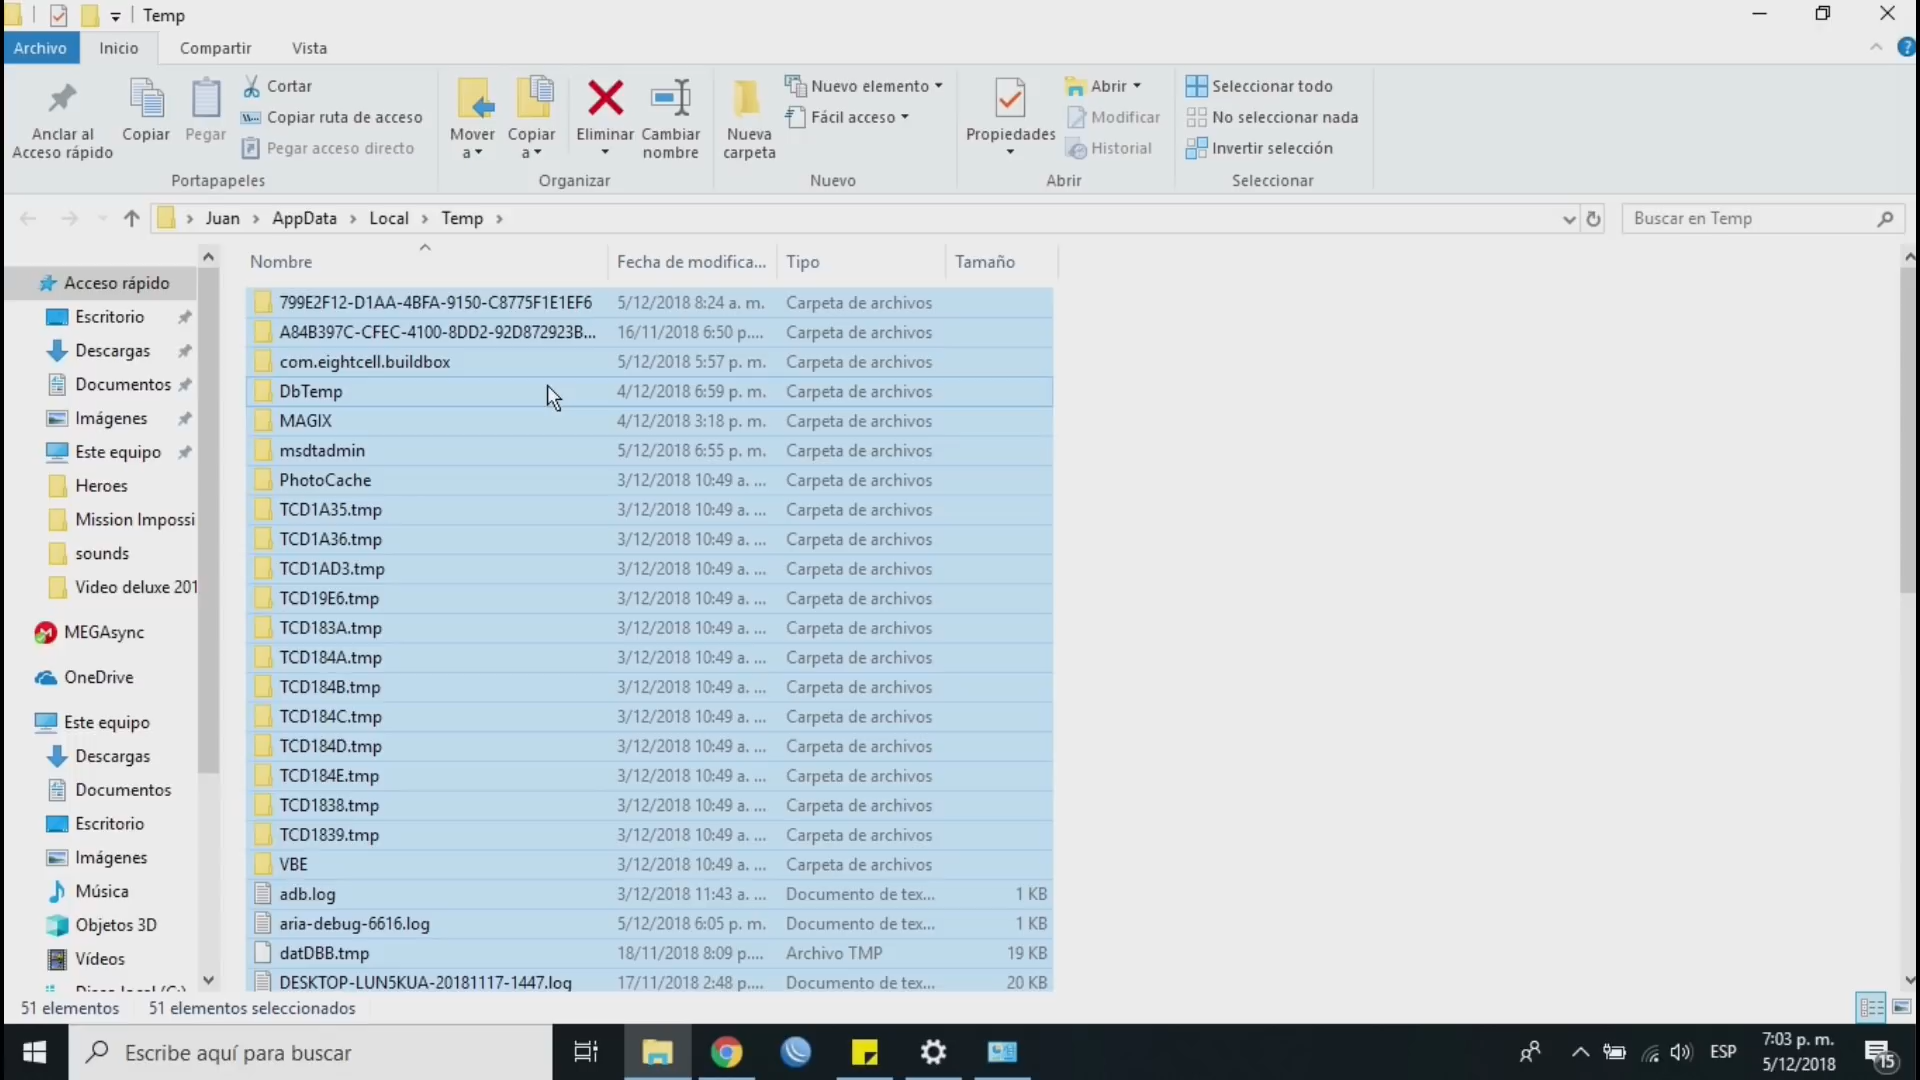 Temp
Archivo
Inicio
Compartir
Vista
Anclar al
Acceso rápido
Copiar
Pegar
Cortar
Copiar ruta de acceso
Pegar acceso directo
Portapapeles
Mover
a
Copiar
a
Eliminar
Cambiar
nombre
Organizar
Nueva
carpeta
Nuevo elemento
Fácil acceso
Nuevo
Propiedades
Abrir
Modificar
Historial
Abrir
Seleccionar todo
No seleccionar nada
Invertir selección
Seleccionar
Juan > AppData > Local > Temp >
Buscar en Temp
Acceso rápido
Escritorio
Descargas
Documentos
Imágenes
Este equipo
Heroes
Mission Impossi
sounds
Video deluxe 201
MEGAsync
OneDrive
Este equipo
Descargas
Documentos
Escritorio
Imágenes
Música
Objetos 3D
Vídeos
Disco local (C:)
Nombre Fecha de modifica... Tipo Tamaño
799E2F12-D1AA-4BFA-9150-C8775F1E1EF6 5/12/2018 8:24 a. m. Carpeta de archivos
A84B397C-CFEC-4100-8DD2-92D872923B... 16/11/2018 6:50 p.... Carpeta de archivos
com.eightcell.buildbox 5/12/2018 5:57 p. m. Carpeta de archivos
DbTemp 4/12/2018 6:59 p. m. Carpeta de archivos
MAGIX 4/12/2018 3:18 p. m. Carpeta de archivos
msdtadmin 5/12/2018 6:55 p. m. Carpeta de archivos
PhotoCache 3/12/2018 10:49 a. ... Carpeta de archivos
TCD1A35.tmp 3/12/2018 10:49 a. ... Carpeta de archivos
TCD1A36.tmp 3/12/2018 10:49 a. ... Carpeta de archivos
TCD1AD3.tmp 3/12/2018 10:49 a. ... Carpeta de archivos
TCD19E6.tmp 3/12/2018 10:49 a. ... Carpeta de archivos
TCD183A.tmp 3/12/2018 10:49 a. ... Carpeta de archivos
TCD184A.tmp 3/12/2018 10:49 a. ... Carpeta de archivos
TCD184B.tmp 3/12/2018 10:49 a. ... Carpeta de archivos
TCD184C.tmp 3/12/2018 10:49 a. ... Carpeta de archivos
TCD184D.tmp 3/12/2018 10:49 a. ... Carpeta de archivos
TCD184E.tmp 3/12/2018 10:49 a. ... Carpeta de archivos
TCD1838.tmp 3/12/2018 10:49 a. ... Carpeta de archivos
TCD1839.tmp 3/12/2018 10:49 a. ... Carpeta de archivos
VBE 3/12/2018 10:49 a. ... Carpeta de archivos
adb.log 3/12/2018 11:43 a. ... Documento de tex... 1 KB
aria-debug-6616.log 5/12/2018 6:05 p. m. Documento de tex... 1 KB
datDBB.tmp 18/11/2018 8:09 p.... Archivo TMP 19 KB
DESKTOP-LUN5KUA-20181117-1447.log 17/11/2018 2:48 p.... Documento de tex... 20 KB
51 elementos 51 elementos seleccionados
Escribe aquí para buscar
ESP
7:03 p. m.
5/12/2018
15